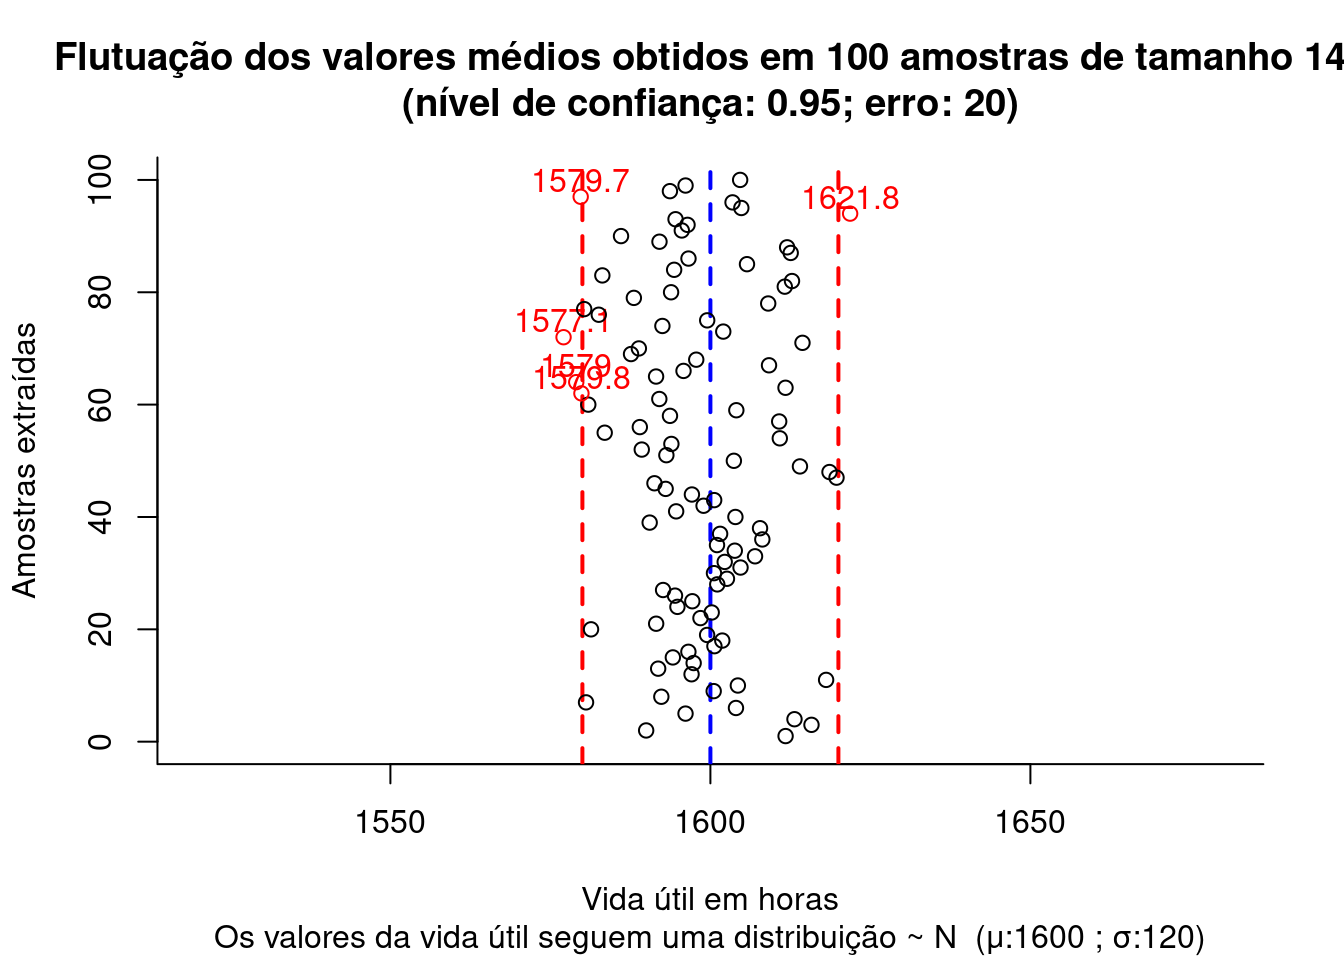 Flutuação dos valores médios obtidos em 100 amostras de tamanho 14
(nível de confiança: 0.95; erro: 20)
100
80
60
40
20
0
Amostras extraídas
1579.7
1621.8
1577.1
1579
1579.8
1550
1600
1650
Vida útil em horas
Os valores da vida útil seguem uma distribuição ~ N (μ:1600 ; σ:120)